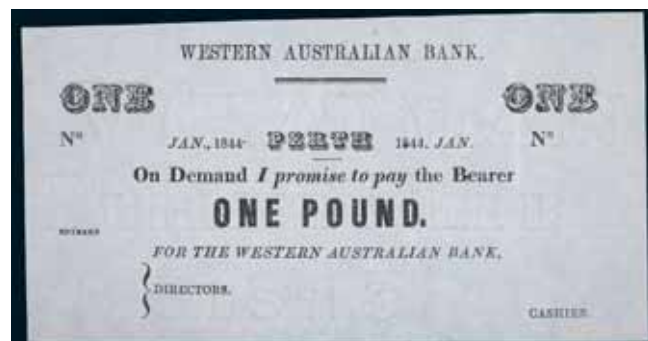 WESTERN AUSTRALIAN BANK.
ONE ONE
No JAN., 1844. PERTH 1844. JAN. No
On Demand I promise to pay the Bearer
ONE POUND.
FOR THE WESTERN AUSTRALIAN BANK,
DIRECTORS.
CASHIER.